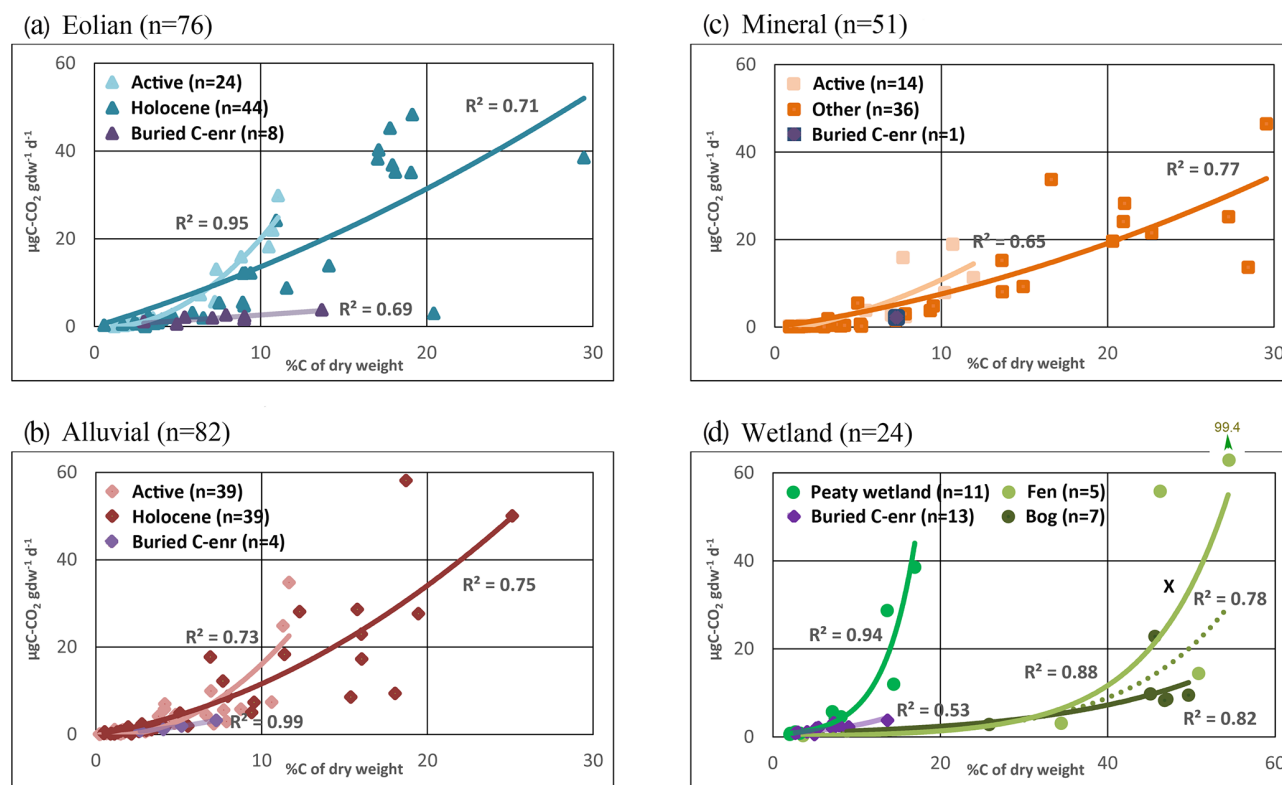 (a) Eolian (n=76)
60
40
20
0
0
10
20
30
µgC-CO₂ gdw⁻¹ d⁻¹
%C of dry weight
Active (n=24)
Holocene (n=44)
Buried C-enr (n=8)
R² = 0.71
R² = 0.95
R² = 0.69
(c) Mineral (n=51)
60
40
20
0
0
10
20
30
µgC-CO₂ gdw⁻¹ d⁻¹
%C of dry weight
Active (n=14)
Other (n=36)
Buried C-enr (n=1)
R² = 0.77
R² = 0.65
(b) Alluvial (n=82)
60
40
20
0
0
10
20
30
µgC-CO₂ gdw⁻¹ d⁻¹
%C of dry weight
Active (n=39)
Holocene (n=39)
Buried C-enr (n=4)
R² = 0.75
R² = 0.73
R² = 0.99
(d) Wetland (n=24)
99.4
60
40
20
0
0
20
40
60
µgC-CO₂ gdw⁻¹ d⁻¹
%C of dry weight
Peaty wetland (n=11)
Fen (n=5)
Buried C-enr (n=13)
Bog (n=7)
X
R² = 0.78
R² = 0.94
R² = 0.88
R² = 0.53
R² = 0.82